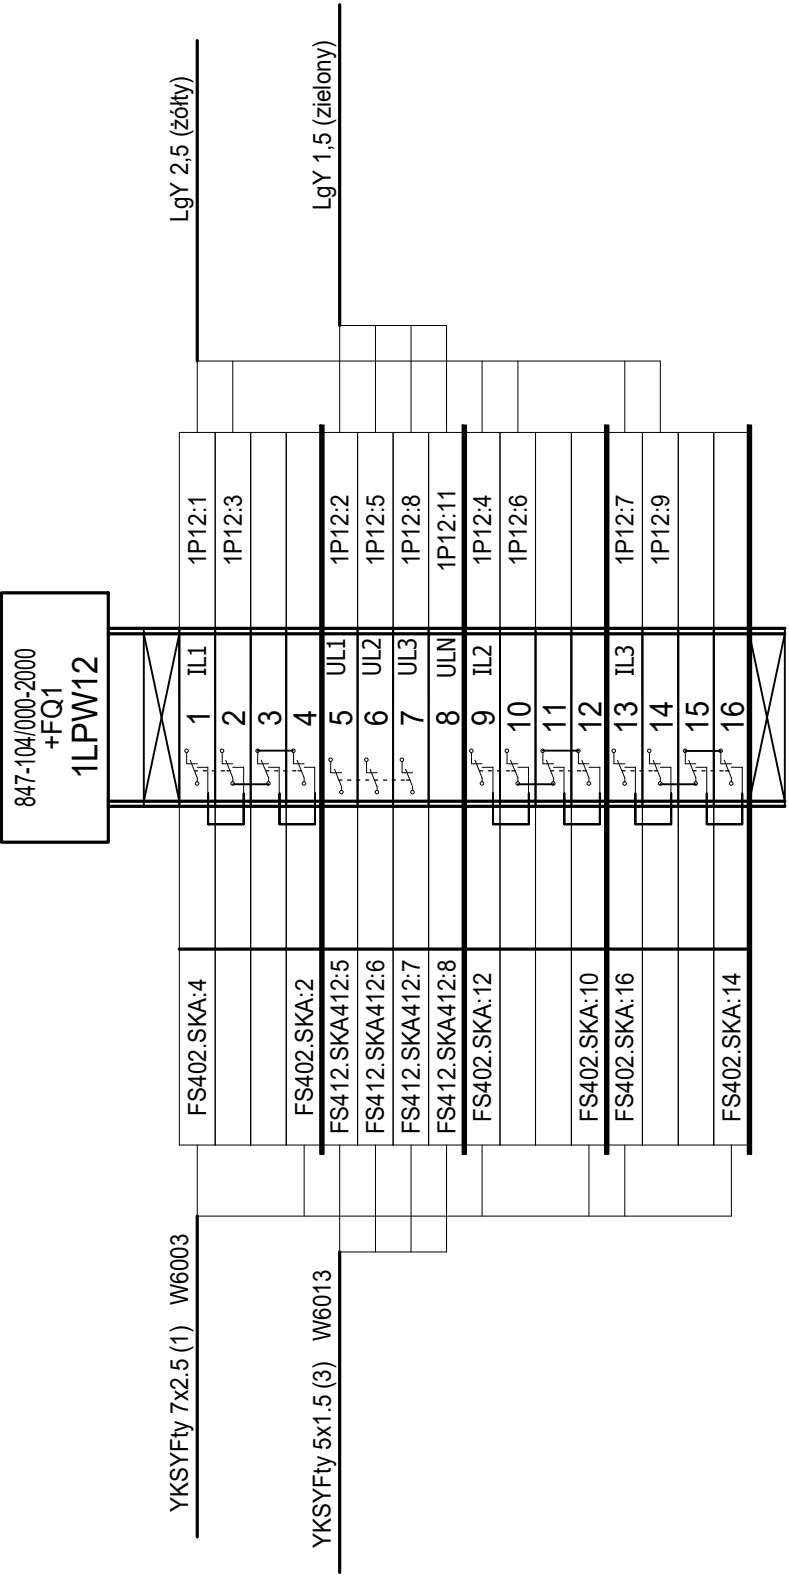 LgY 2,5 (żółty)
LgY 1,5 (zielony)
847-104/000-2000
+FQ1
1LPW12
1P12:1
1P12:3
1P12:2
1P12:5
1P12:8
1P12:11
1P12:4
1P12:6
1P12:7
1P12:9
1 IL1
2
3
4
5 UL1
6 UL2
7 UL3
8 ULN
9 IL2
10
11
12
13 IL3
14
15
16
FS402.SKA:4
FS402.SKA:2
FS412.SKA412:5
FS412.SKA412:6
FS412.SKA412:7
FS412.SKA412:8
FS402.SKA:12
FS402.SKA:10
FS402.SKA:16
FS402.SKA:14
YKSYFty 7x2.5 (1) W6003
YKSYFty 5x1.5 (3) W6013